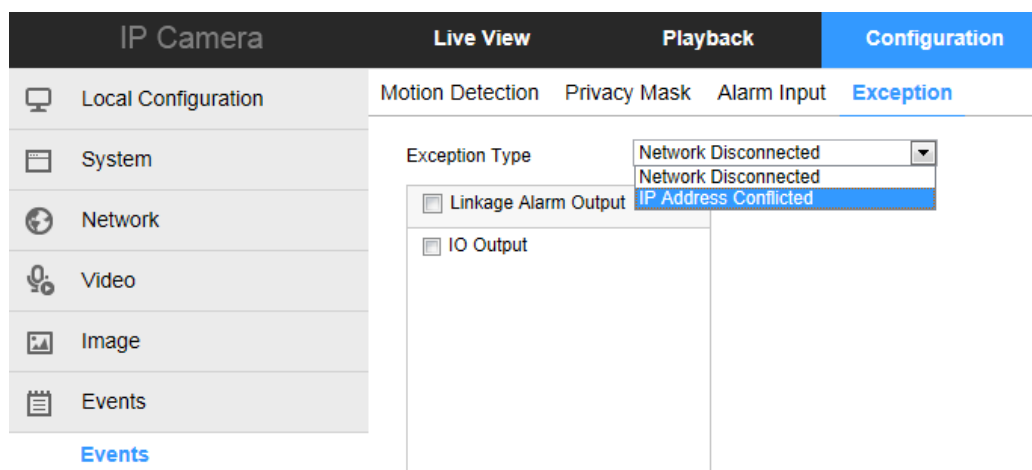 IP Camera
Live View
Playback
Configuration
Local Configuration
System
Network
Video
Image
Events
Events
Motion Detection
Privacy Mask
Alarm Input
Exception
Exception Type
Network Disconnected
Network Disconnected
IP Address Conflicted
Linkage Alarm Output
IO Output